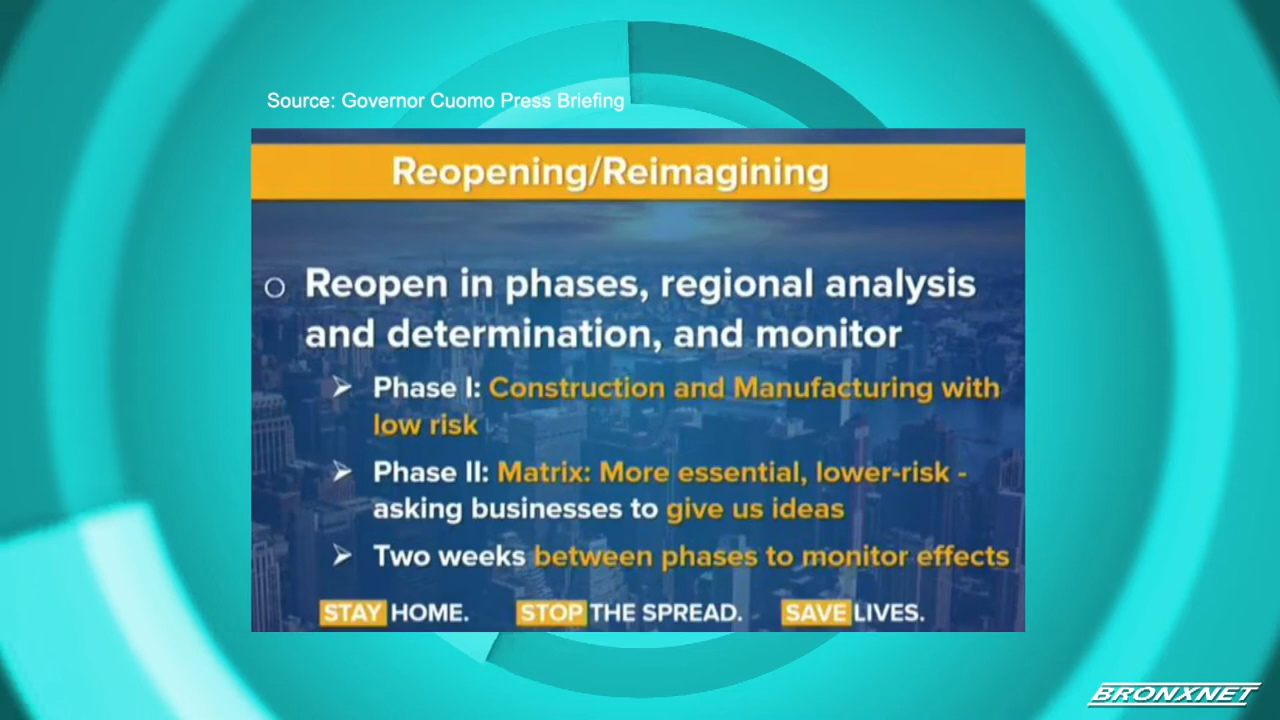 Source: Governor Cuomo Press Briefing
Reopening/Reimagining
Reopen in phases, regional analysis
and determination, and monitor
Phase I: Construction and Manufacturing with
low risk
Phase II: Matrix: More essential, lower-risk -
asking businesses to give us ideas
Two weeks between phases to monitor effects
STAY HOME. STOP THE SPREAD. SAVE LIVES.
BRONXNET